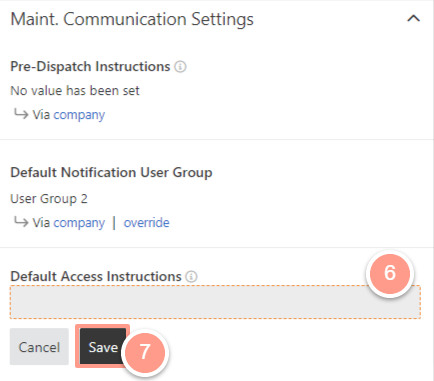 Maint. Communication Settings
Pre-Dispatch Instructions
No value has been set
Via company
Default Notification User Group
User Group 2
Via company | override
Default Access Instructions
6
Cancel Save 7